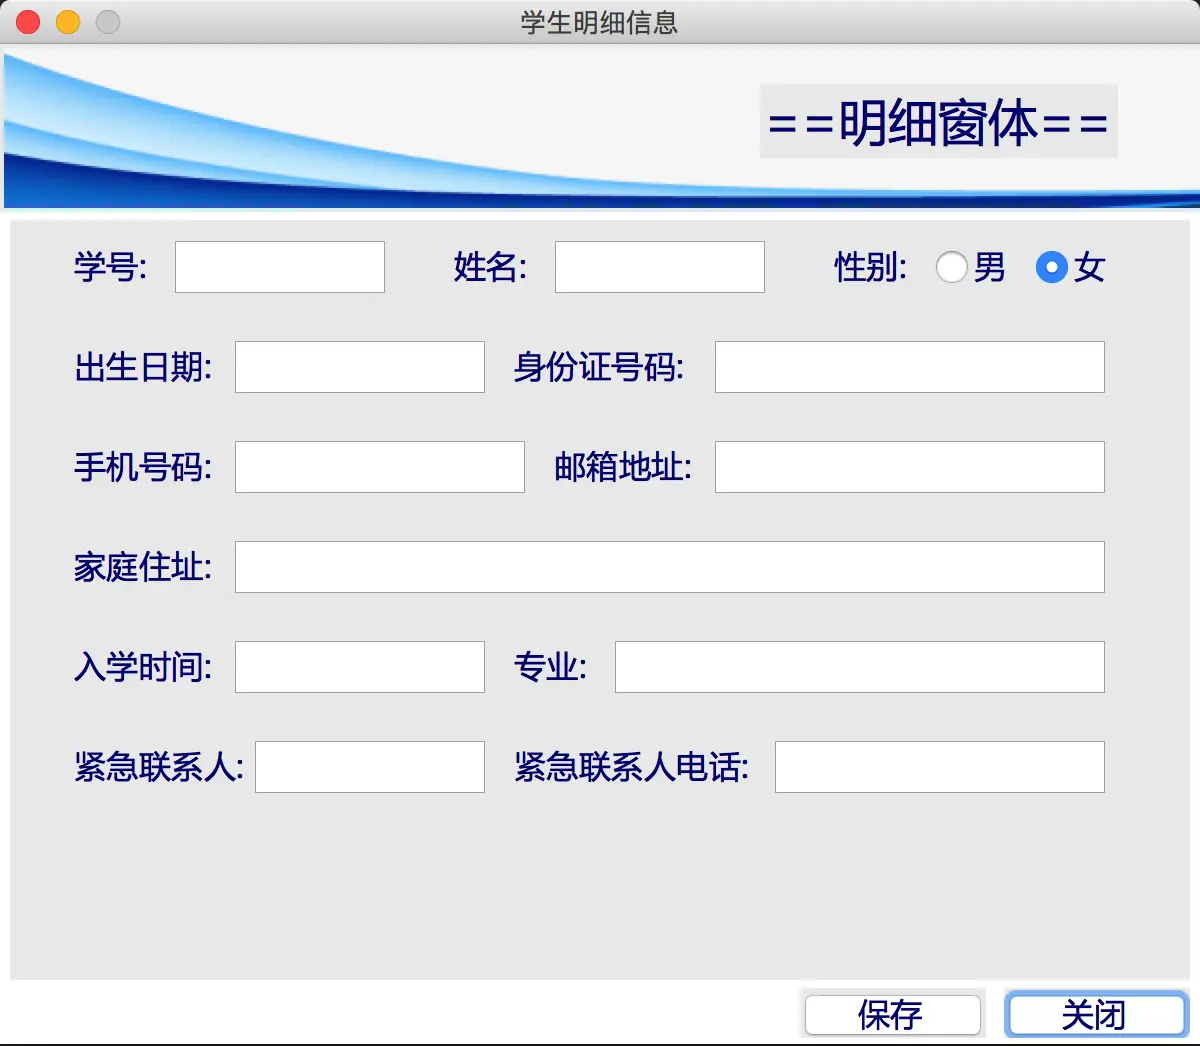 学生明细信息
==明细窗体==
学号: 姓名: 性别: 男 女
出生日期: 身份证号码:
手机号码: 邮箱地址:
家庭住址:
入学时间: 专业:
紧急联系人: 紧急联系人电话:
保存 关闭